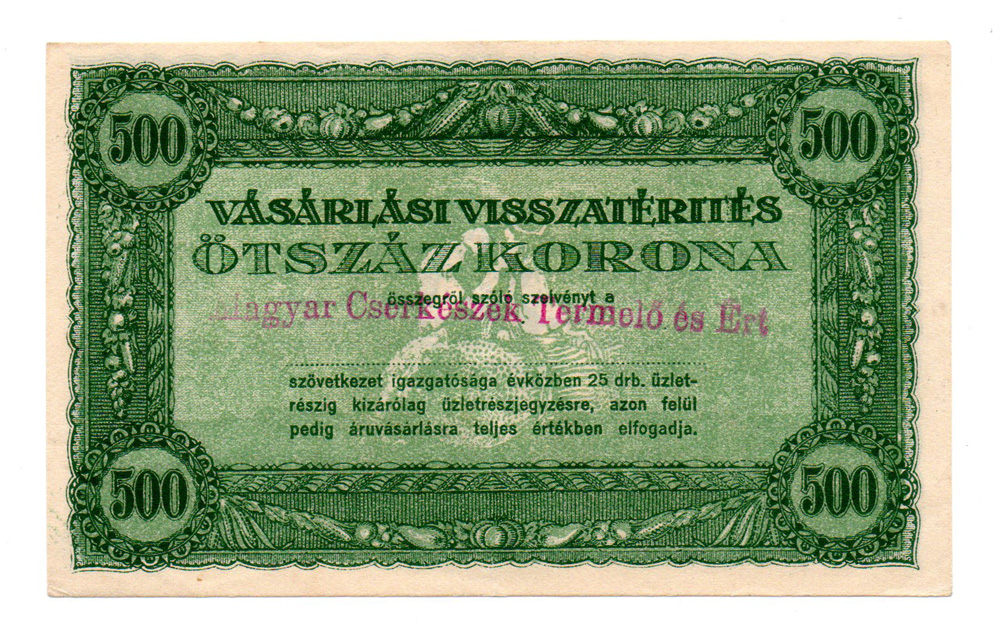 500 500
VÁSÁRLÁSI VISSZATÉRITÉS
ÖTSZÁZ KORONA
összegről szóló szelvényt a
Magyar Cserkészek Termelő és Ért
szövetkezet igazgatósága évközben 25 drb. üzlet-
részig kizárólag üzletrészjegyzésre, azon felül
pedig áruvásárlásra teljes értékben elfogadja.
500 500